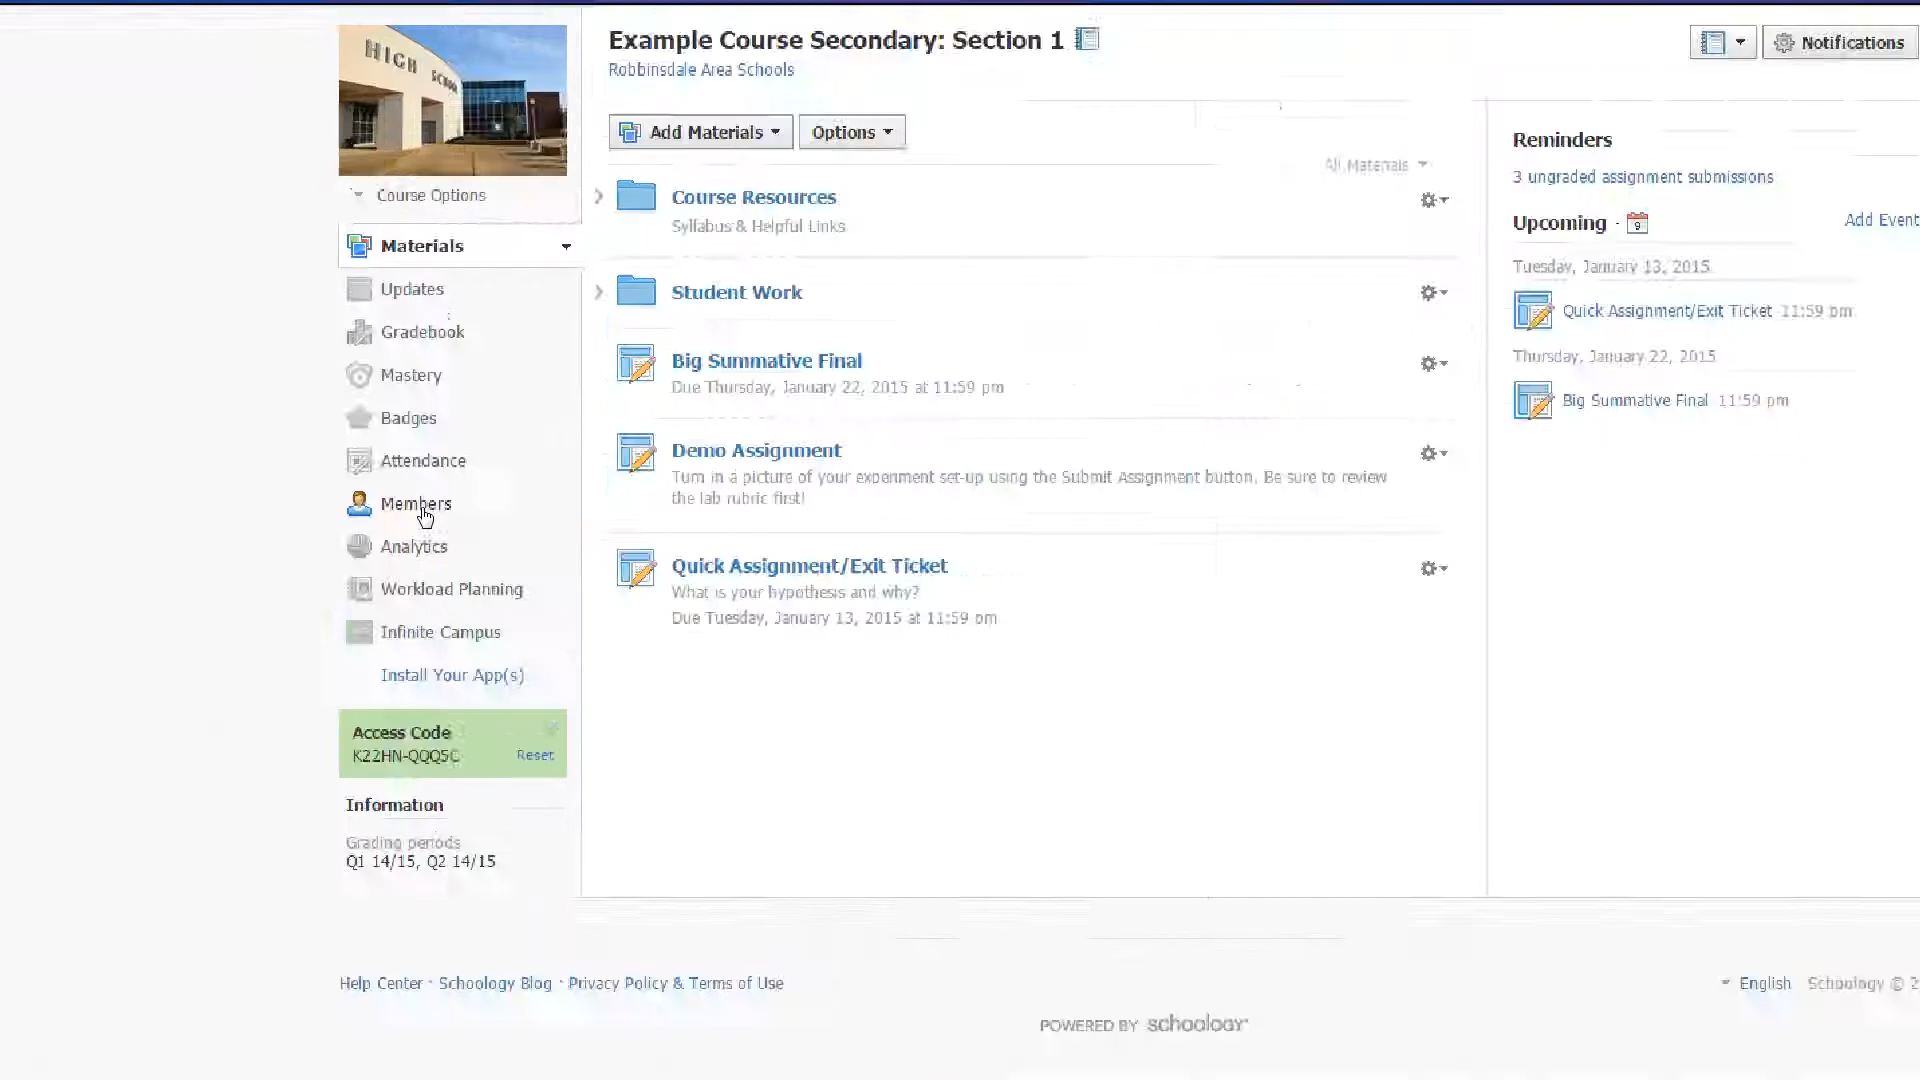 HIGH SCHOOL
Example Course Secondary: Section 1
Robbinsdale Area Schools
Notifications
Add Materials
Options
All Materials
Course Options
Materials
Updates
Gradebook
Mastery
Badges
Attendance
Members
Analytics
Workload Planning
Infinite Campus
Install Your App(s)
Access Code
K22HN-QQQ5C
Reset
Information
Grading periods
Q1 14/15, Q2 14/15
Course Resources
Syllabus & Helpful Links
Student Work
Big Summative Final
Due Thursday, January 22, 2015 at 11:59 pm
Demo Assignment
Turn in a picture of your experiment set-up using the Submit Assignment button. Be sure to review
the lab rubric first!
Quick Assignment/Exit Ticket
What is your hypothesis and why?
Due Tuesday, January 13, 2015 at 11:59 pm
Reminders
3 ungraded assignment submissions
Upcoming · 9
Add Event
Tuesday, January 13, 2015
Quick Assignment/Exit Ticket 11:59 pm
Thursday, January 22, 2015
Big Summative Final 11:59 pm
Help Center · Schoology Blog · Privacy Policy & Terms of Use
English Schoology © 2
POWERED BY schoology